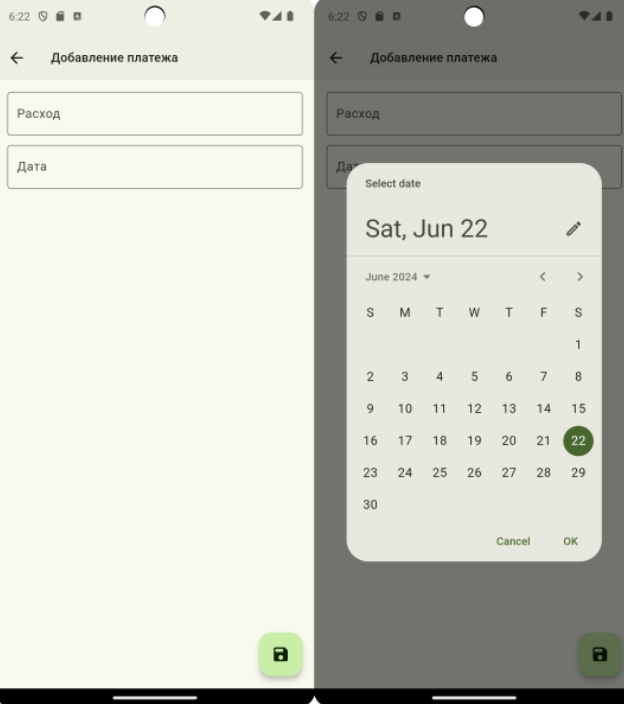 6:22
Добавление платежа
Расход
Дата
6:22
Добавление платежа
Расход
Дат
Select date
Sat, Jun 22
June 2024
S M T W T F S
1
2 3 4 5 6 7 8
9 10 11 12 13 14 15
16 17 18 19 20 21 22
23 24 25 26 27 28 29
30
Cancel OK